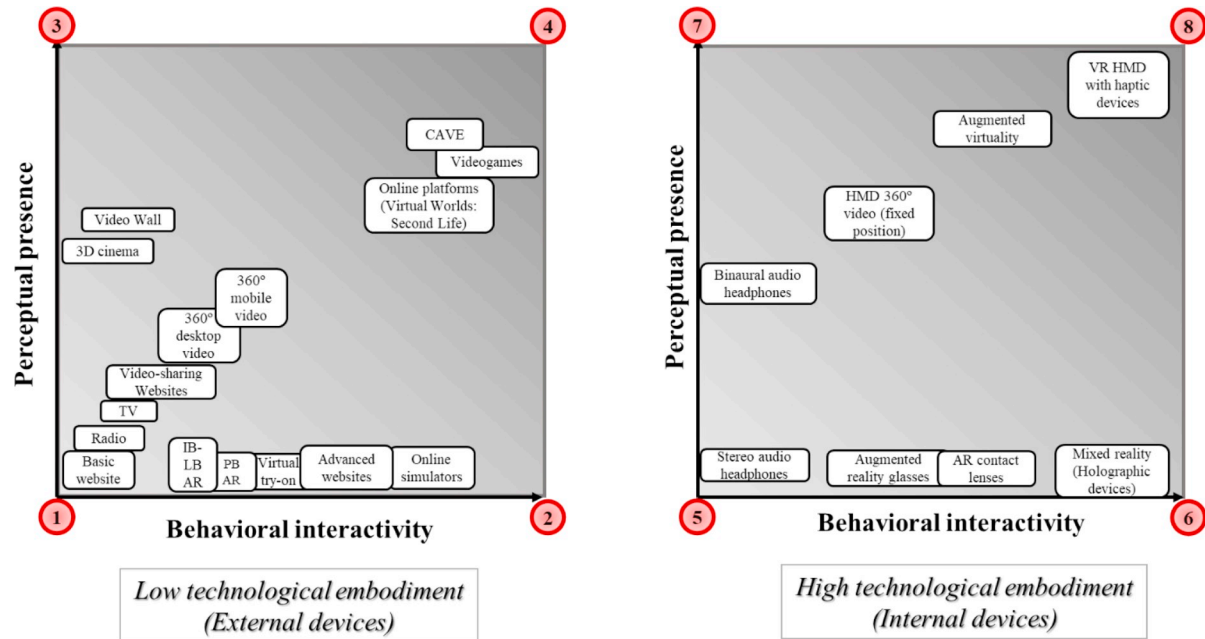 3
4
CAVE
Videogames
Online platforms
(Virtual Worlds:
Second Life)
Video Wall
3D cinema
360º
mobile
video
360º
desktop
video
Video-sharing
Websites
TV
Radio
Basic
website
IB-
LB
AR
PB
AR
Virtual
try-on
Advanced
websites
Online
simulators
Perceptual presence
1
2
Behavioral interactivity
Low technological embodiment
(External devices)
7
8
VR HMD
with haptic
devices
Augmented
virtuality
HMD 360º
video (fixed
position)
Binaural audio
headphones
Stereo audio
headphones
Augmented
reality glasses
AR contact
lenses
Mixed reality
(Holographic
devices)
Perceptual presence
5
6
Behavioral interactivity
High technological embodiment
(Internal devices)